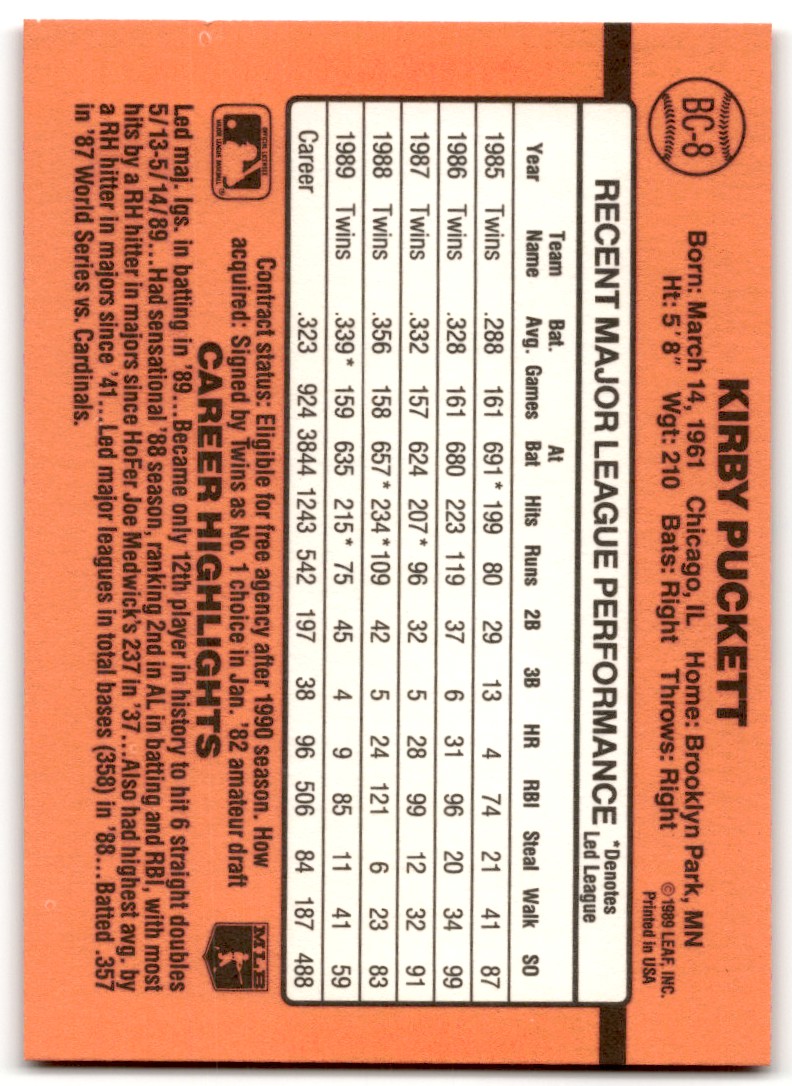 BC-8
KIRBY PUCKETT
Born: March 14, 1961 Chicago, IL Home: Brooklyn Park, MN
Ht: 5'8" Wgt: 210 Bats: Right Throws: Right
©1989 LEAF, INC.
Printed in USA
RECENT MAJOR LEAGUE PERFORMANCE *Denotes Led League
Year Team Name Bat. Avg. Games At Bat Hits Runs 2B 3B HR RBI Steal Walk SO
1985 Twins .288 161 691* 199 80 29 13 4 74 21 41 87
1986 Twins .328 161 680 223 119 37 6 31 96 20 34 99
1987 Twins .332 157 624 207* 96 32 5 28 99 12 32 91
1988 Twins .356 158 657* 234* 109 42 5 24 121 6 23 83
1989 Twins .339* 159 635 215* 75 45 4 9 85 11 41 59
Career .323 924 3844 1243 542 197 38 96 506 84 187 488
OFFICIAL LICENSEE
MAJOR LEAGUE BASEBALL
Contract status: Eligible for free agency after 1990 season. How
acquired: Signed by Twins as No. 1 choice in Jan. '82 amateur draft
MLB
CAREER HIGHLIGHTS
Led maj. lgs. in batting in '89...Became only 12th player in history to hit 6 straight doubles
5/13-5/14/89...Had sensational '88 season, ranking 2nd in AL in batting and RBI, with most
hits by a RH hitter in majors since HoFer Joe Medwick's 237 in '37...Also had highest avg. by
a RH hitter in majors since '41...Led major leagues in total bases (358) in '88...Batted .357
in '87 World Series vs. Cardinals.